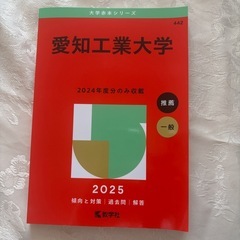 大学赤本シリーズ
440
愛知工業大学
2024年度分のみ収載
推薦
一般
2025
傾向と対策｜過去問｜解答
教学社